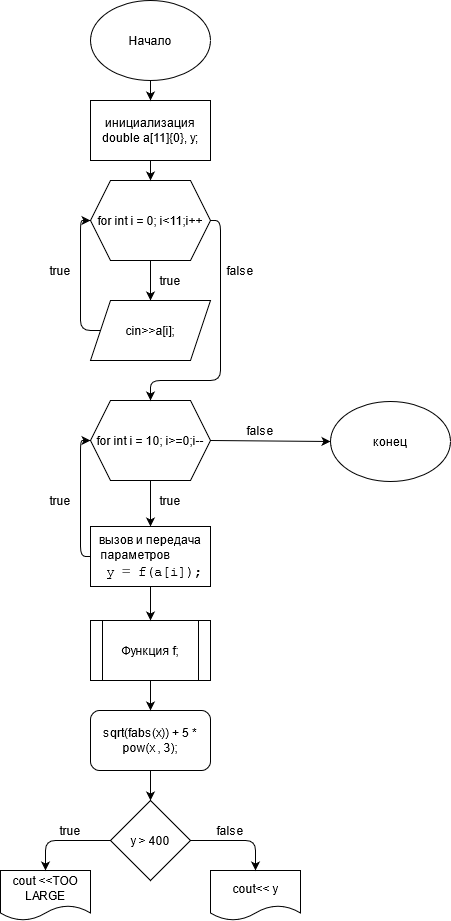 Начало
инициализация
double a[11]{0}, y;
for int i = 0; i<11;i++
true
false
true
cin>>a[i];
for int i = 10; i>=0;i--
false
конец
true
true
вызов и передача
параметров
y = f(a[i]);
Функция f;
sqrt(fabs(x)) + 5 *
pow(x , 3);
true
y > 400
false
cout <<TOO
LARGE
cout<< y